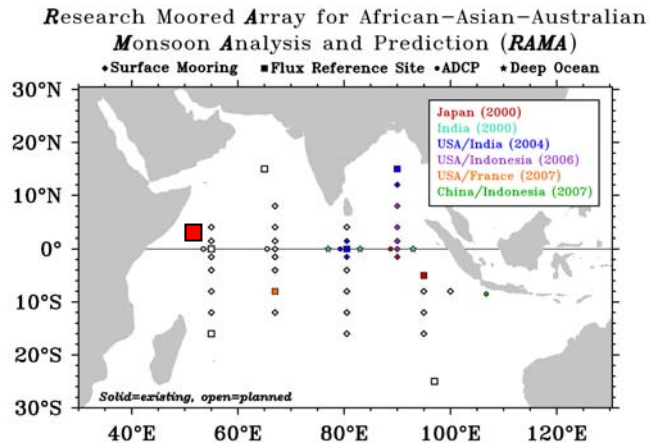 Research Moored Array for African-Asian-Australian
Monsoon Analysis and Prediction (RAMA)
Surface Mooring Flux Reference Site ADCP Deep Ocean
30°N
20°N
10°N
0°
10°S
20°S
30°S
Japan (2000)
India (2000)
USA/India (2004)
USA/Indonesia (2006)
USA/France (2007)
China/Indonesia (2007)
Solid=existing, open=planned
40°E 60°E 80°E 100°E 120°E